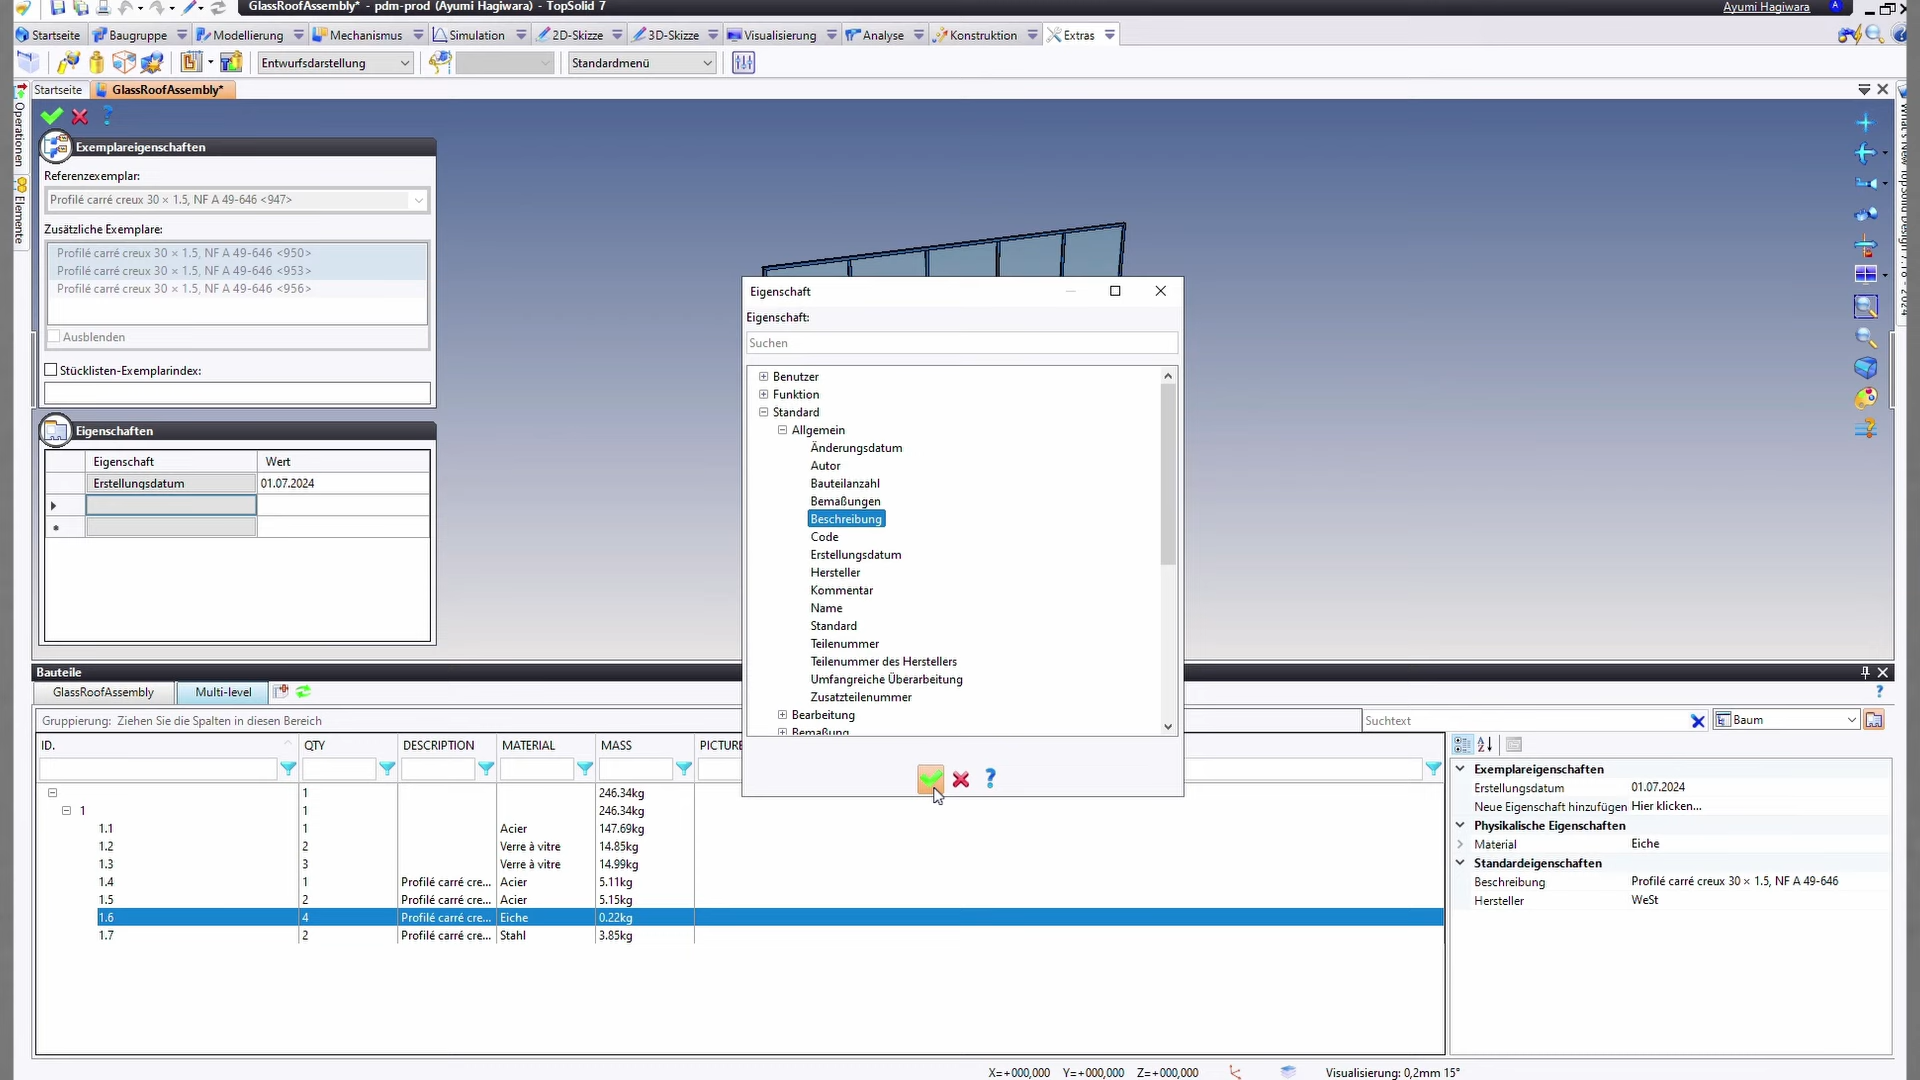 GlassRoofAssembly* - pdm-prod (Ayumi Hagiwara) - TopSolid 7
Ayumi Hagiwara
A
Startseite
Baugruppe
Modellierung
Mechanismus
Simulation
2D-Skizze
3D-Skizze
Visualisierung
Analyse
Konstruktion
Extras
Entwurfsdarstellung
Standardmenü
Startseite
GlassRoofAssembly*
Operationen
Elemente
What's New TopSolid'Design 7.18 - 2024
Exemplareigenschaften
Referenzexemplar:
Profilé carré creux 30 × 1.5, NF A 49-646 <947>
Zusätzliche Exemplare:
Profilé carré creux 30 × 1.5, NF A 49-646 <950>
Profilé carré creux 30 × 1.5, NF A 49-646 <953>
Profilé carré creux 30 × 1.5, NF A 49-646 <956>
Ausblenden
Stücklisten-Exemplarindex:
Eigenschaften
Eigenschaft Wert
Erstellungsdatum 01.07.2024
Eigenschaft
Eigenschaft:
Suchen
Benutzer
Funktion
Standard
Allgemein
Änderungsdatum
Autor
Bauteilanzahl
Bemaßungen
Beschreibung
Code
Erstellungsdatum
Hersteller
Kommentar
Name
Standard
Teilenummer
Teilenummer des Herstellers
Umfangreiche Überarbeitung
Zusatzteilenummer
Bearbeitung
Bemaßung
Bauteile
GlassRoofAssembly
Multi-level
Gruppierung: Ziehen Sie die Spalten in diesen Bereich
Suchtext
Baum
ID. QTY DESCRIPTION MATERIAL MASS PICTURE
1 246.34kg
1 1 246.34kg
1.1 1 Acier 147.69kg
1.2 2 Verre à vitre 14.85kg
1.3 3 Verre à vitre 14.99kg
1.4 1 Profilé carré cre... Acier 5.11kg
1.5 2 Profilé carré cre... Acier 5.15kg
1.6 4 Profilé carré cre... Eiche 0.22kg
1.7 2 Profilé carré cre... Stahl 3.85kg
Exemplareigenschaften
Erstellungsdatum 01.07.2024
Neue Eigenschaft hinzufügen Hier klicken...
Physikalische Eigenschaften
Material Eiche
Standardeigenschaften
Beschreibung Profilé carré creux 30 × 1.5, NF A 49-646
Hersteller WeSt
X=+000,000 Y=+000,000 Z=+000,000 Visualisierung: 0,2mm 15°